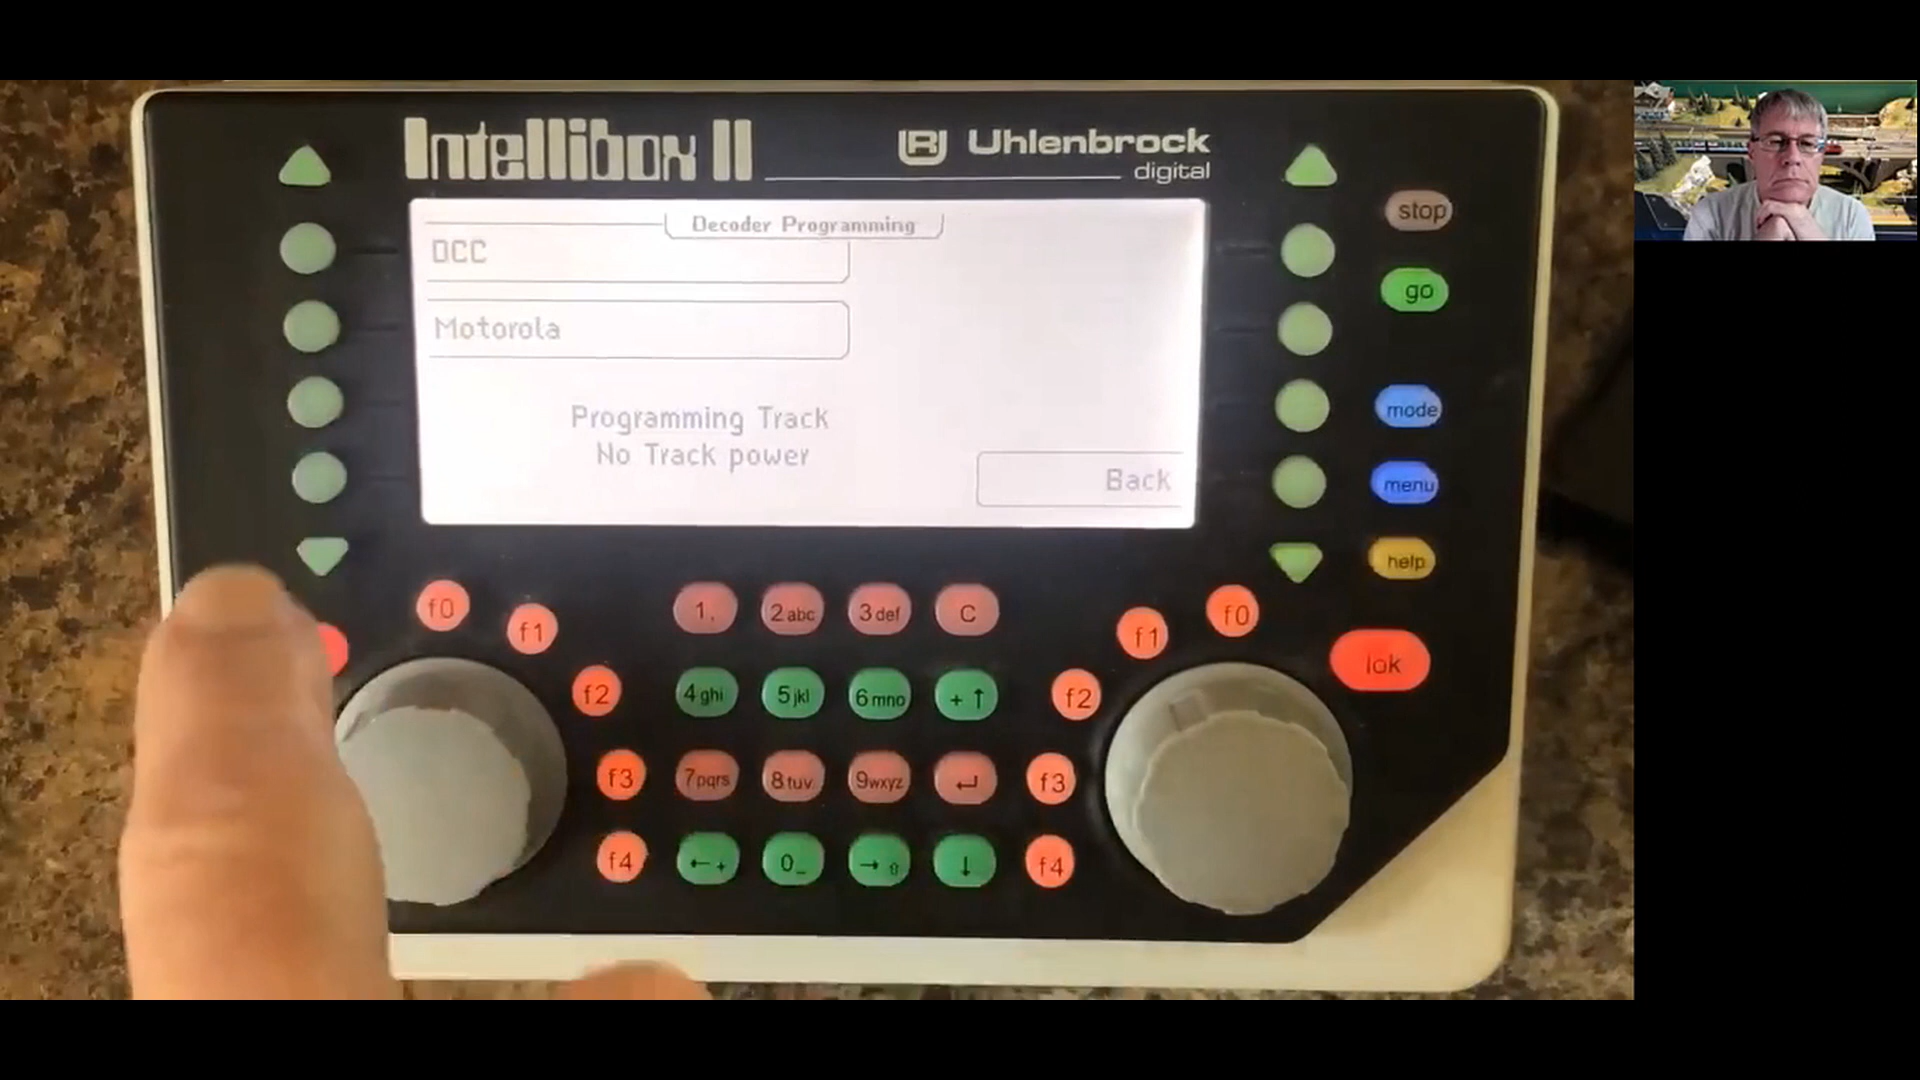 Intellibox II
Uhlenbrock
digital
Decoder Programming
DCC
Motorola
Programming Track
No Track power
Back
stop
go
mode
menu
help
lok
f0
f1
f2
f3
f4
1.
2abc
3def
C
4ghi
5jkl
6mno
+ ↑
7pqrs
8tuv
9wxyz
↵
← +
0_
→ ⇧
↓
f0
f1
f2
f3
f4